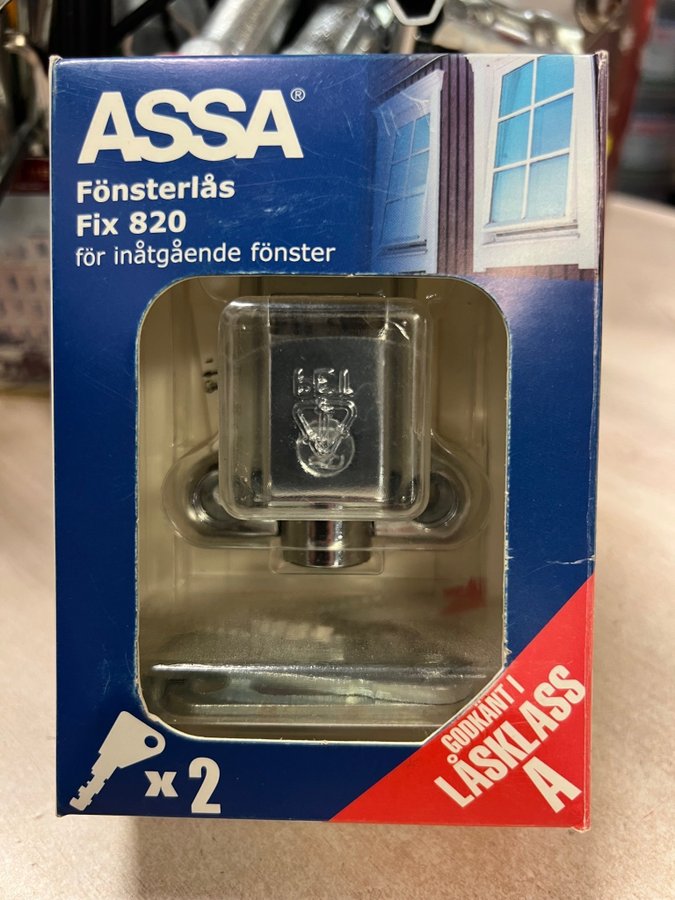 ASSA®
Fönsterlås
Fix 820
för inåtgående fönster
x 2
GODKÄNT I
LÅSKLASS
A